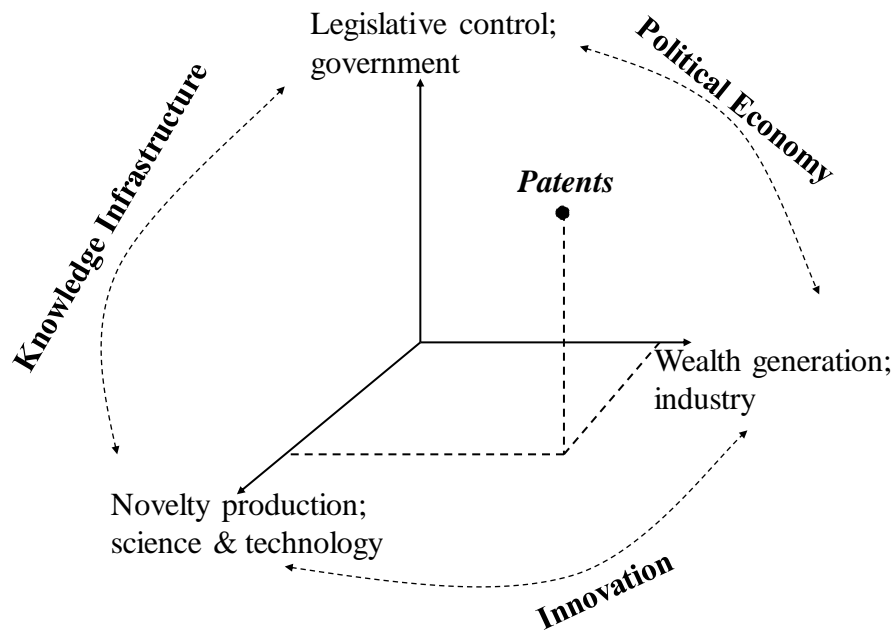 Legislative control;
government
Political Economy
Knowledge Infrastructure
Patents
Wealth generation;
industry
Novelty production;
science & technology
Innovation